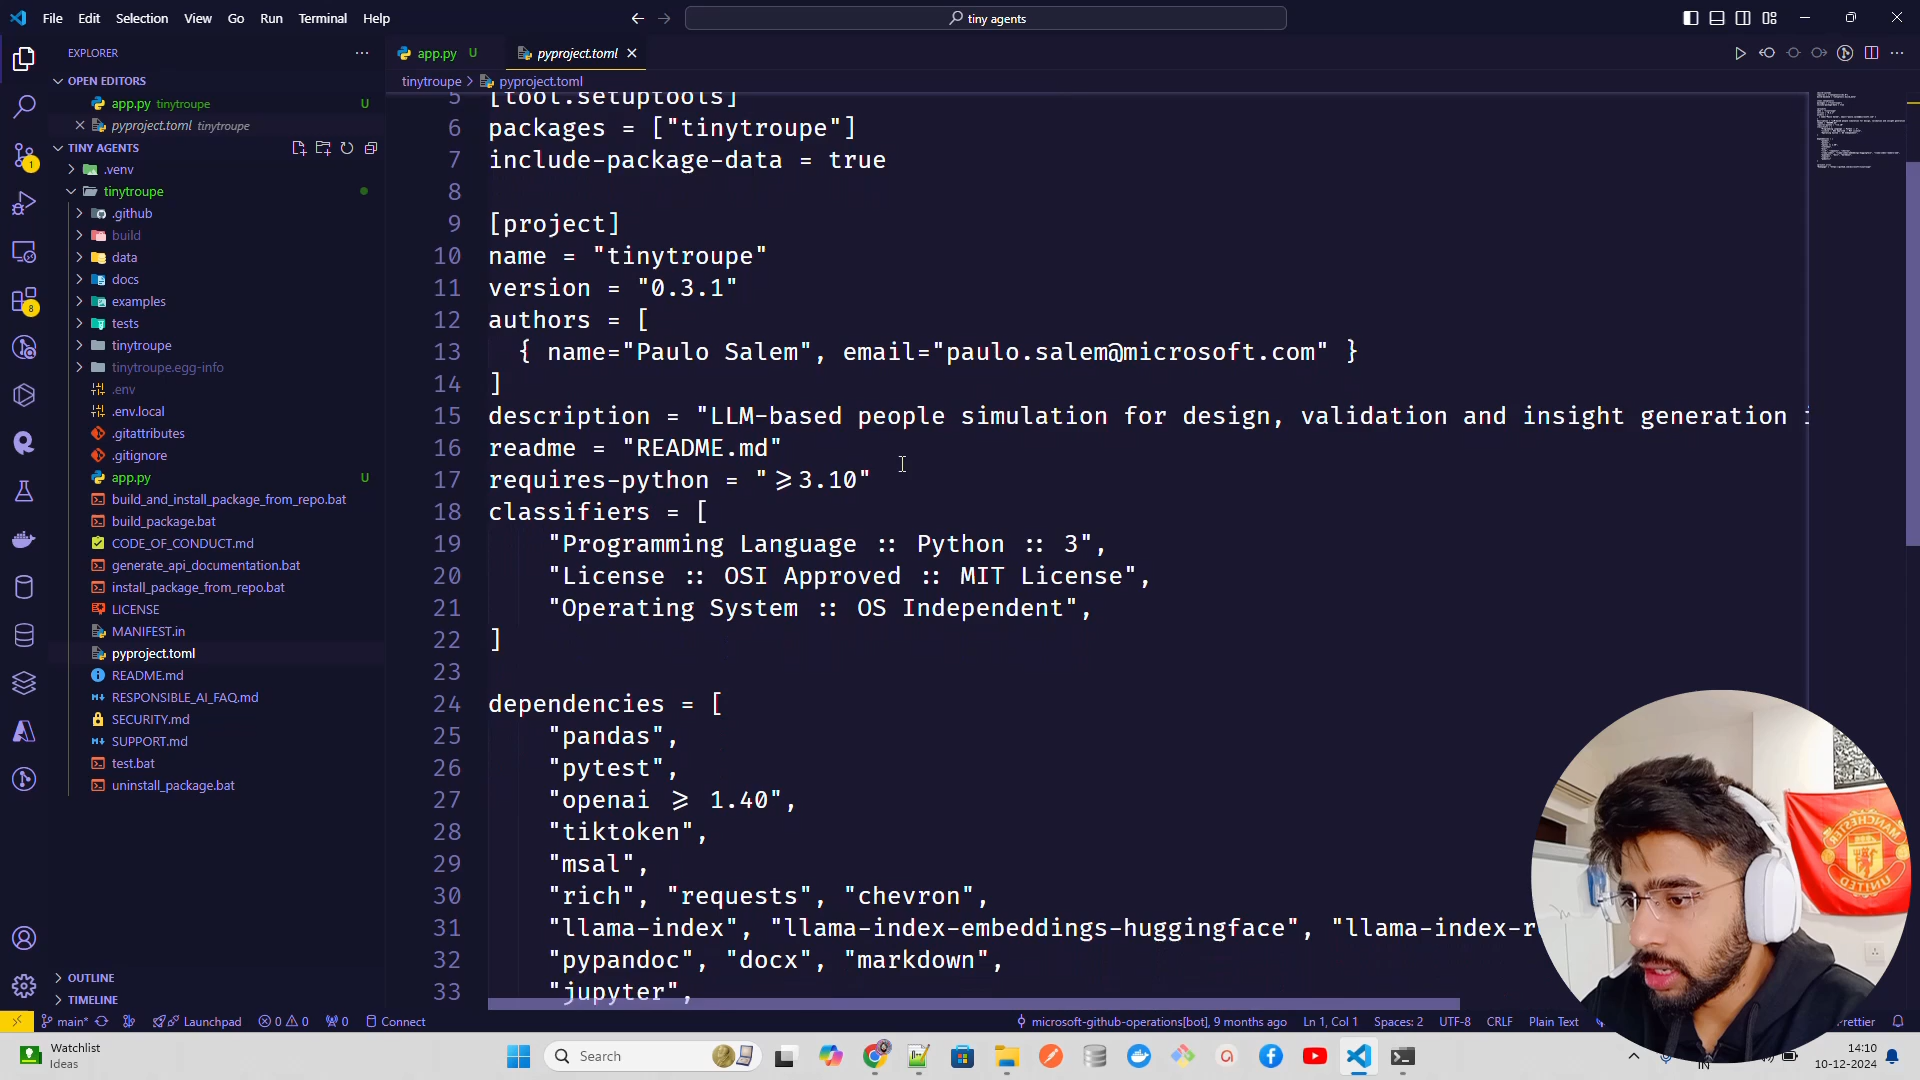 File Edit Selection View Go Run Terminal Help
tiny agents
EXPLORER
OPEN EDITORS
app.py tinytroupe U
pyproject.toml tinytroupe
TINY AGENTS
.venv
tinytroupe
.github
build
data
docs
examples
tests
tinytroupe
tinytroupe.egg-info
.env
.env.local
.gitattributes
.gitignore
app.py U
build_and_install_package_from_repo.bat
build_package.bat
CODE_OF_CONDUCT.md
generate_api_documentation.bat
install_package_from_repo.bat
LICENSE
MANIFEST.in
pyproject.toml
README.md
RESPONSIBLE_AI_FAQ.md
SECURITY.md
SUPPORT.md
test.bat
uninstall_package.bat
OUTLINE
TIMELINE
1
8
app.py U
pyproject.toml
tinytroupe > pyproject.toml
5 [tool.setuptools]
6 packages = ["tinytroupe"]
7 include-package-data = true
8
9 [project]
10 name = "tinytroupe"
11 version = "0.3.1"
12 authors = [
13 { name="Paulo Salem", email="paulo.salem@microsoft.com" }
14 ]
15 description = "LLM-based people simulation for design, validation and insight generation i
16 readme = "README.md"
17 requires-python = ">=3.10"
18 classifiers = [
19 "Programming Language :: Python :: 3",
20 "License :: OSI Approved :: MIT License",
21 "Operating System :: OS Independent",
22 ]
23
24 dependencies = [
25 "pandas",
26 "pytest",
27 "openai >= 1.40",
28 "tiktoken",
29 "msal",
30 "rich", "requests", "chevron",
31 "llama-index", "llama-index-embeddings-huggingface", "llama-index-r
32 "pypandoc", "docx", "markdown",
33 "jupyter",
MANCHESTER
UNITED
main* Launchpad 0 0 0 Connect
microsoft-github-operations[bot], 9 months ago Ln 1, Col 1 Spaces: 2 UTF-8 CRLF Plain Text
Prettier
Watchlist
Ideas
Search
IN
14:10
10-12-2024